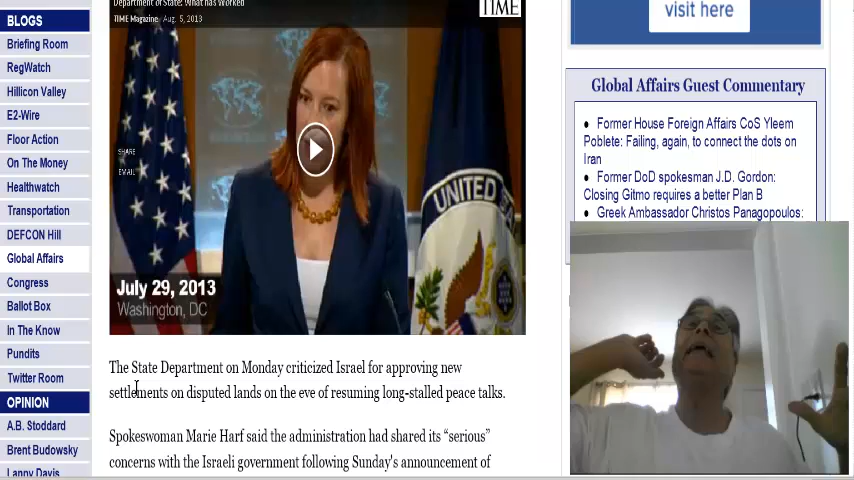 BLOGS
Briefing Room
RegWatch
Hillicon Valley
E2-Wire
Floor Action
On The Money
Healthwatch
Transportation
DEFCON Hill
Global Affairs
Congress
Ballot Box
In The Know
Pundits
Twitter Room
OPINION
A.B. Stoddard
Brent Budowsky
Lanny Davis
Department of State: What has Worked
TIME Magazine Aug. 5, 2013
TIME
SHARE
EMAIL
UNITED
July 29, 2013
Washington, DC
The State Department on Monday criticized Israel for approving new
settlements on disputed lands on the eve of resuming long-stalled peace talks.
Spokeswoman Marie Harf said the administration had shared its “serious”
concerns with the Israeli government following Sunday's announcement of
visit here
Global Affairs Guest Commentary
• Former House Foreign Affairs CoS Yleem
Poblete: Failing, again, to connect the dots on
Iran
• Former DoD spokesman J.D. Gordon:
Closing Gitmo requires a better Plan B
• Greek Ambassador Christos Panagopoulos: